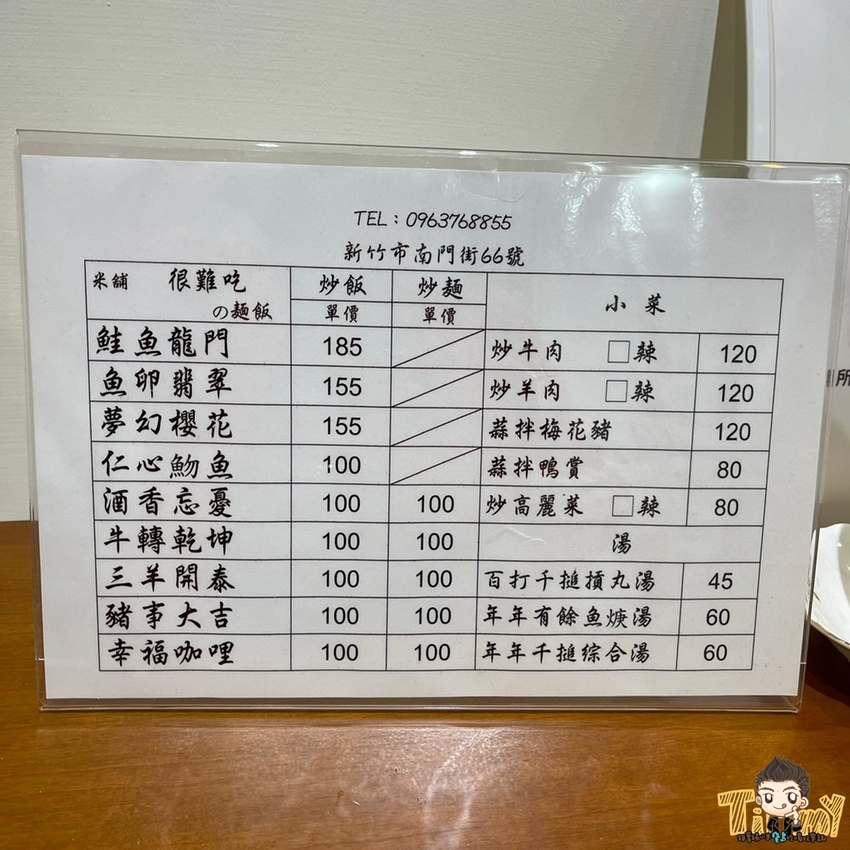 TEL：0963768855
新竹市南門街66號
米舖 很難吃 炒飯 炒麵 小菜
の麵飯 單價 單價
鮭魚龍門 185 炒牛肉 □辣 120
魚卵翡翠 155 炒羊肉 □辣 120
夢幻櫻花 155 蒜拌梅花豬 120
仁心魩魚 100 蒜拌鴨賞 80
酒香忘憂 100 100 炒高麗菜 □辣 80
牛轉乾坤 100 100 湯
三羊開泰 100 100 百打千搥摃丸湯 45
豬事大吉 100 100 年年有餘魚焿湯 60
幸福咖哩 100 100 年年千搥綜合湯 60
所